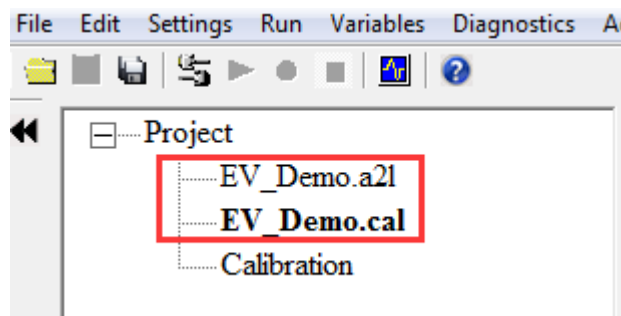 File Edit Settings Run Variables Diagnostics
Project
EV_Demo.a2l
EV_Demo.cal
Calibration